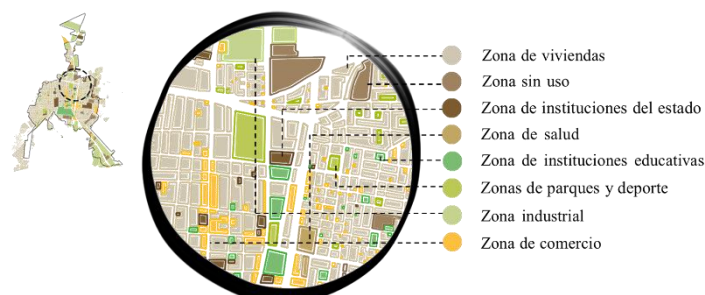 Zona de viviendas
Zona sin uso
Zona de instituciones del estado
Zona de salud
Zona de instituciones educativas
Zonas de parques y deporte
Zona industrial
Zona de comercio